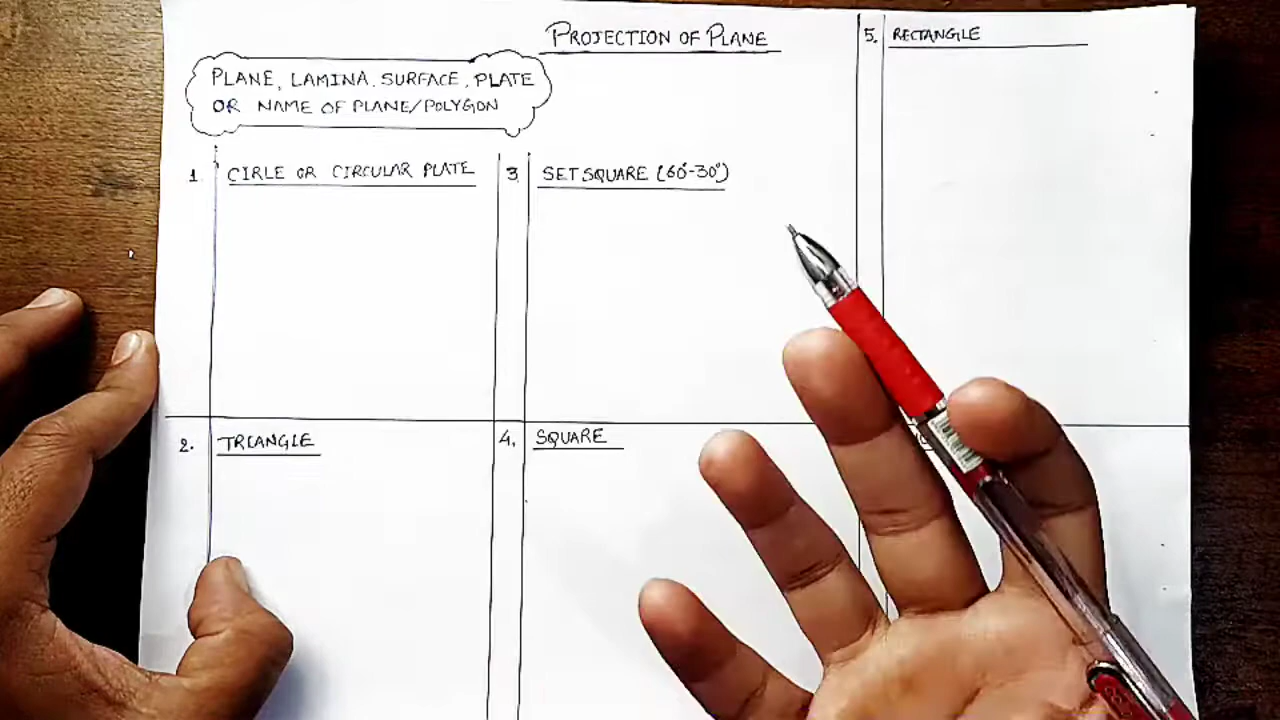 PROJECTION OF PLANE
PLANE, LAMINA, SURFACE, PLATE
OR NAME OF PLANE/POLYGON
1. CIRLE OR CIRCULAR PLATE
2. TRIANGLE
3. SET SQUARE (60°-30°)
4. SQUARE
5. RECTANGLE